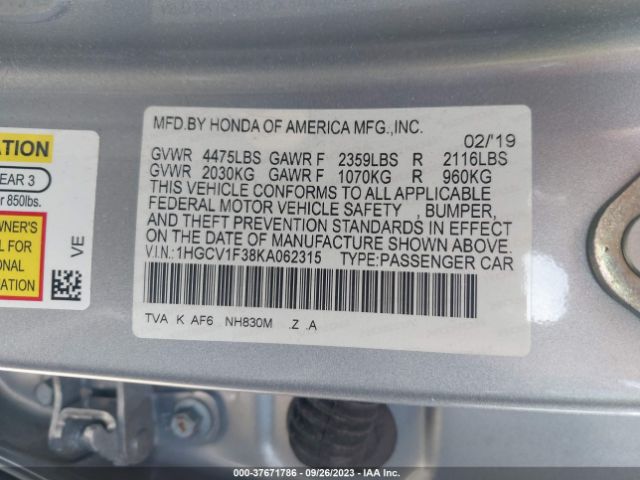 MFD.BY HONDA OF AMERICA MFG.,INC.
02/'19
GVWR 4475LBS GAWR F 2359LBS R 2116LBS
GVWR 2030KG GAWR F 1070KG R 960KG
THIS VEHICLE CONFORMS TO ALL APPLICABLE
FEDERAL MOTOR VEHICLE SAFETY , BUMPER,
AND THEFT PREVENTION STANDARDS IN EFFECT
ON THE DATE OF MANUFACTURE SHOWN ABOVE.
V.I.N.: 1HGCV1F38KA062315 TYPE:PASSENGER CAR
TVA K AF6 NH830M .Z .A
ATION
EAR 3
r 850lbs.
WNER'S
L FOR
ONAL
MATION
VE
000-37671786 - 09/26/2023 - IAA Inc.